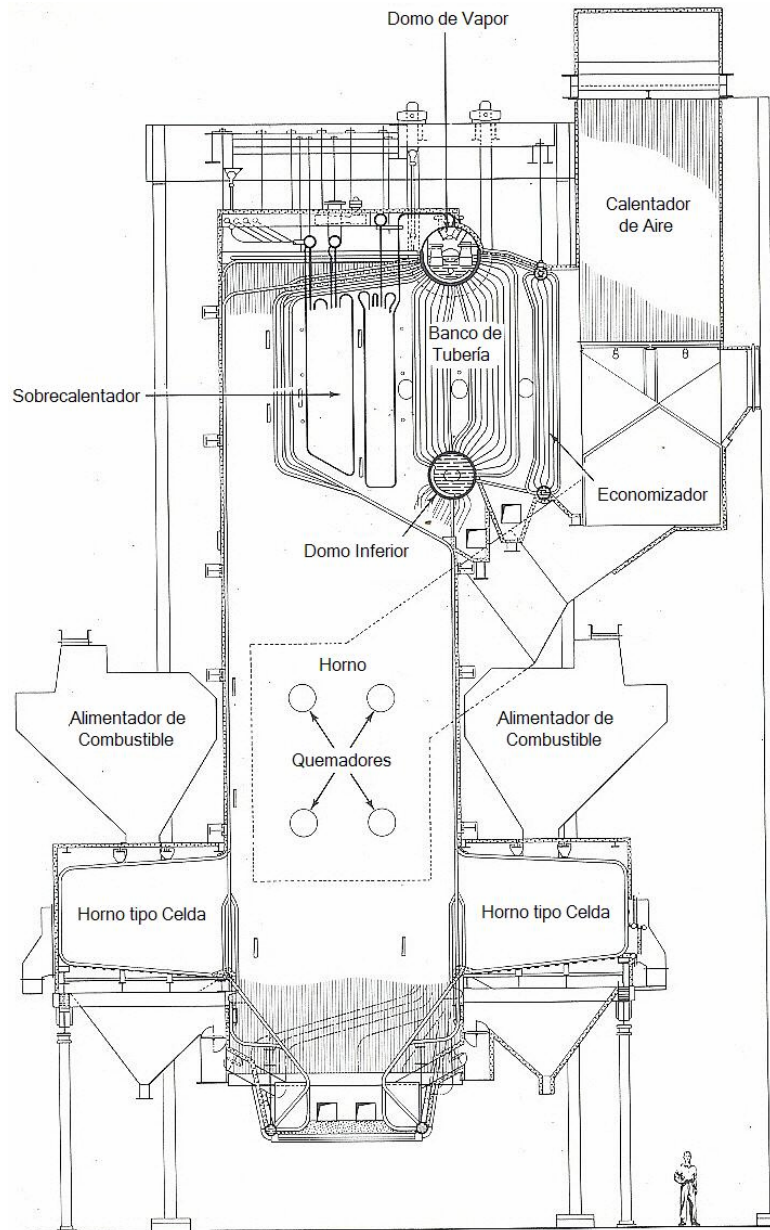 Domo de Vapor
Calentador
de Aire
Banco de
Tubería
Sobrecalentador
Economizador
Domo Inferior
Horno
Alimentador de
Combustible
Alimentador de
Combustible
Quemadores
Horno tipo Celda
Horno tipo Celda